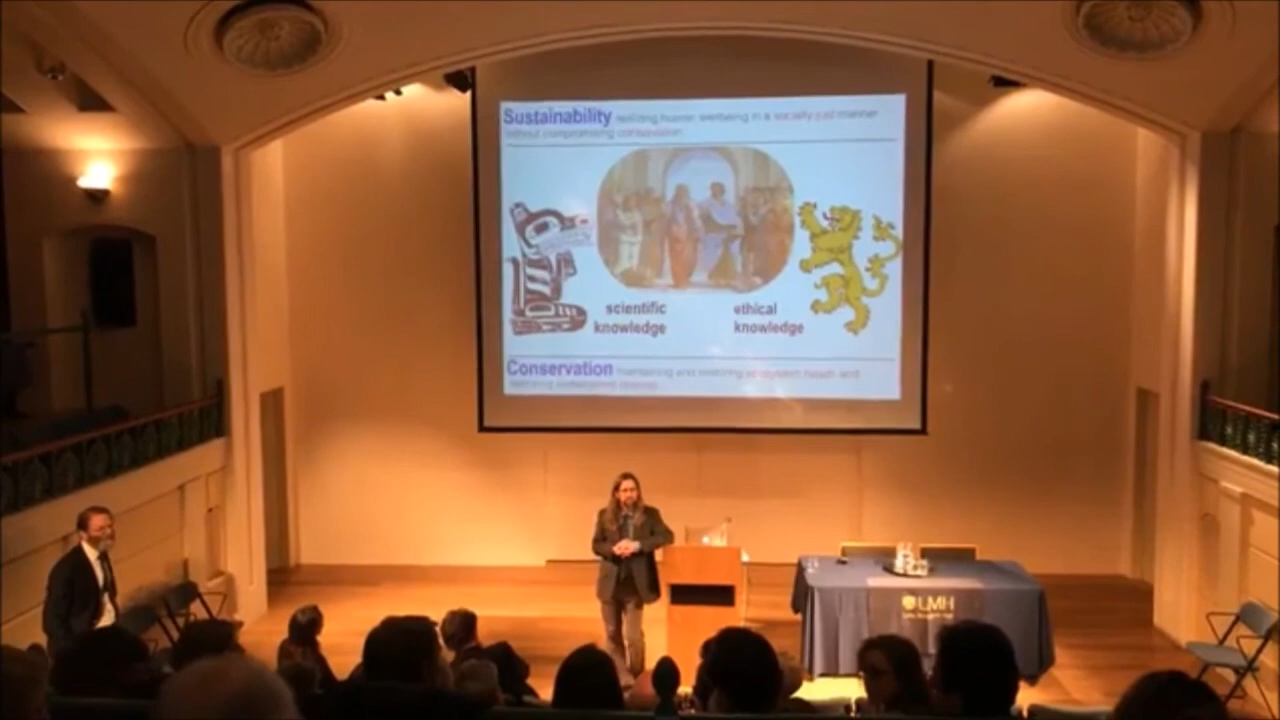 Sustainability realizing human wellbeing in a socially just manner
without compromising conservation
scientific
knowledge
ethical
knowledge
Conservation maintaining and restoring ecosystem health and
LMH